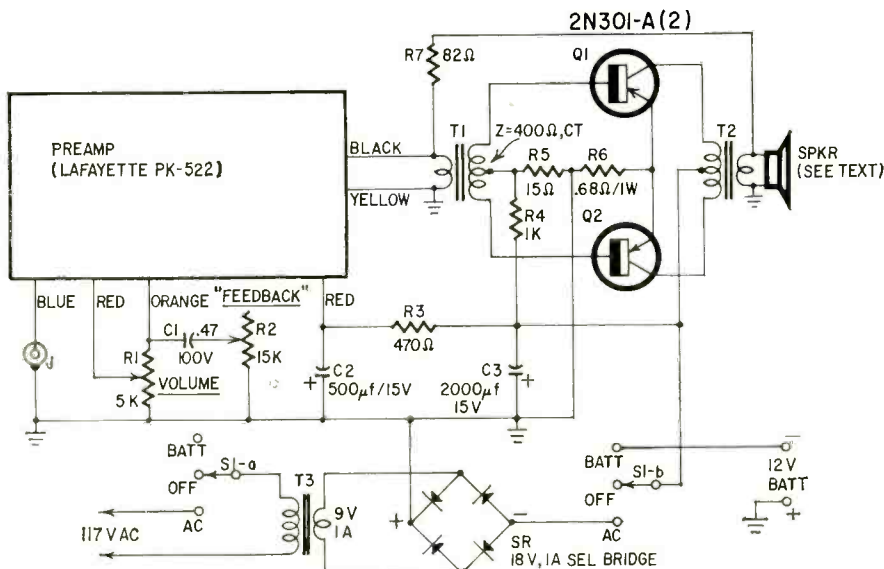 2N301-A(2)
R7
82Ω
Q1
T1
Z=400Ω,CT
T2
PREAMP
(LAFAYETTE PK-522)
BLACK
YELLOW
R5
15Ω
R6
.68Ω/1W
SPKR
(SEE TEXT)
R4
1K
Q2
BLUE
RED
ORANGE
"FEEDBACK"
RED
C1
.47
100V
R2
15K
R3
470Ω
J
R1
5K
VOLUME
C2
500µf/15V
+
C3
2000µf
15V
+
BATT
S1-a
OFF
AC
T3
117V AC
9V
1A
+
−
SR
18V, 1A SEL BRIDGE
BATT
S1-b
OFF
AC
−
12V
BATT
+